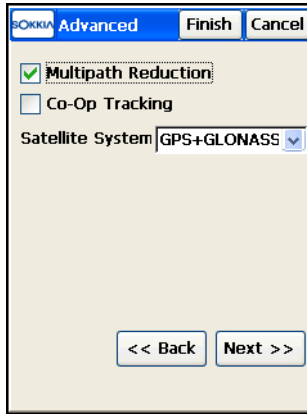 SOKKIA Advanced Finish Cancel
Multipath Reduction
Co-Op Tracking
Satellite System GPS+GLONASS
<< Back Next >>